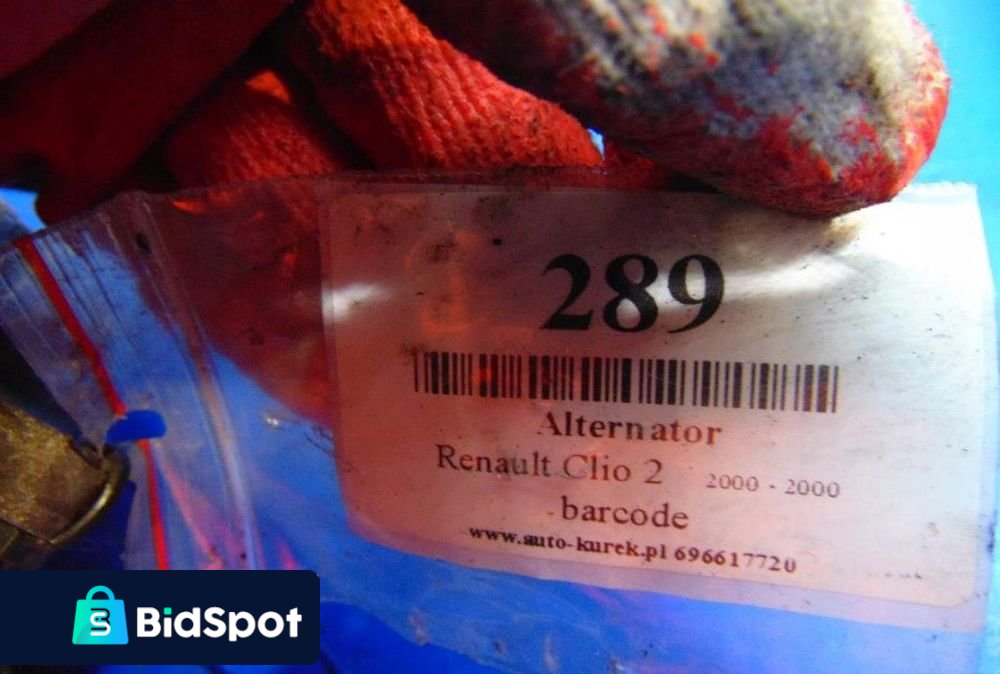 289
Alternator
Renault Clio 2 2000 - 2000
barcode
www.auto-kurek.pl 696617720
BidSpot